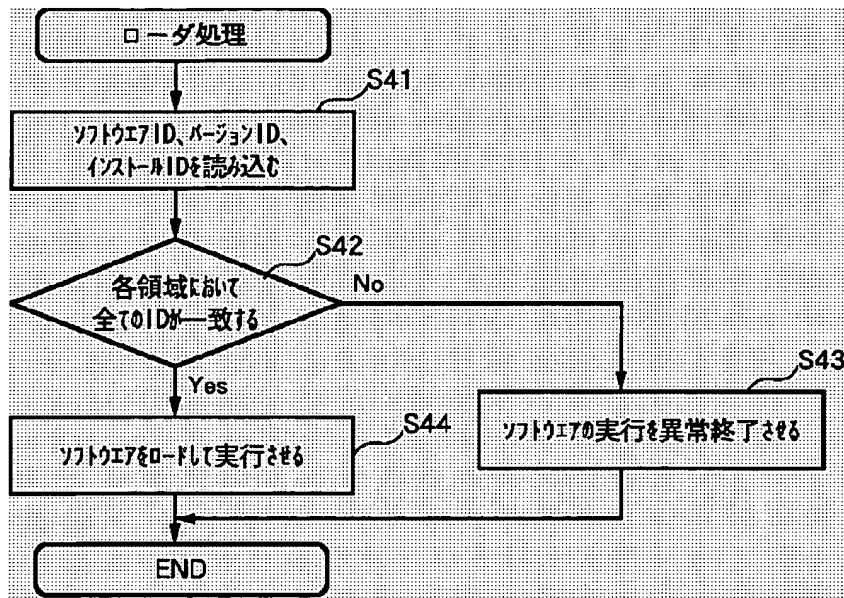 ローダ処理
S41
ソフトウエアID、バージョンID、
インストールIDを読み込む
S42
各領域において
全てのIDが一致する
No
Yes
S43
ソフトウエアの実行を異常終了させる
S44
ソフトウエアをロードして実行させる
END